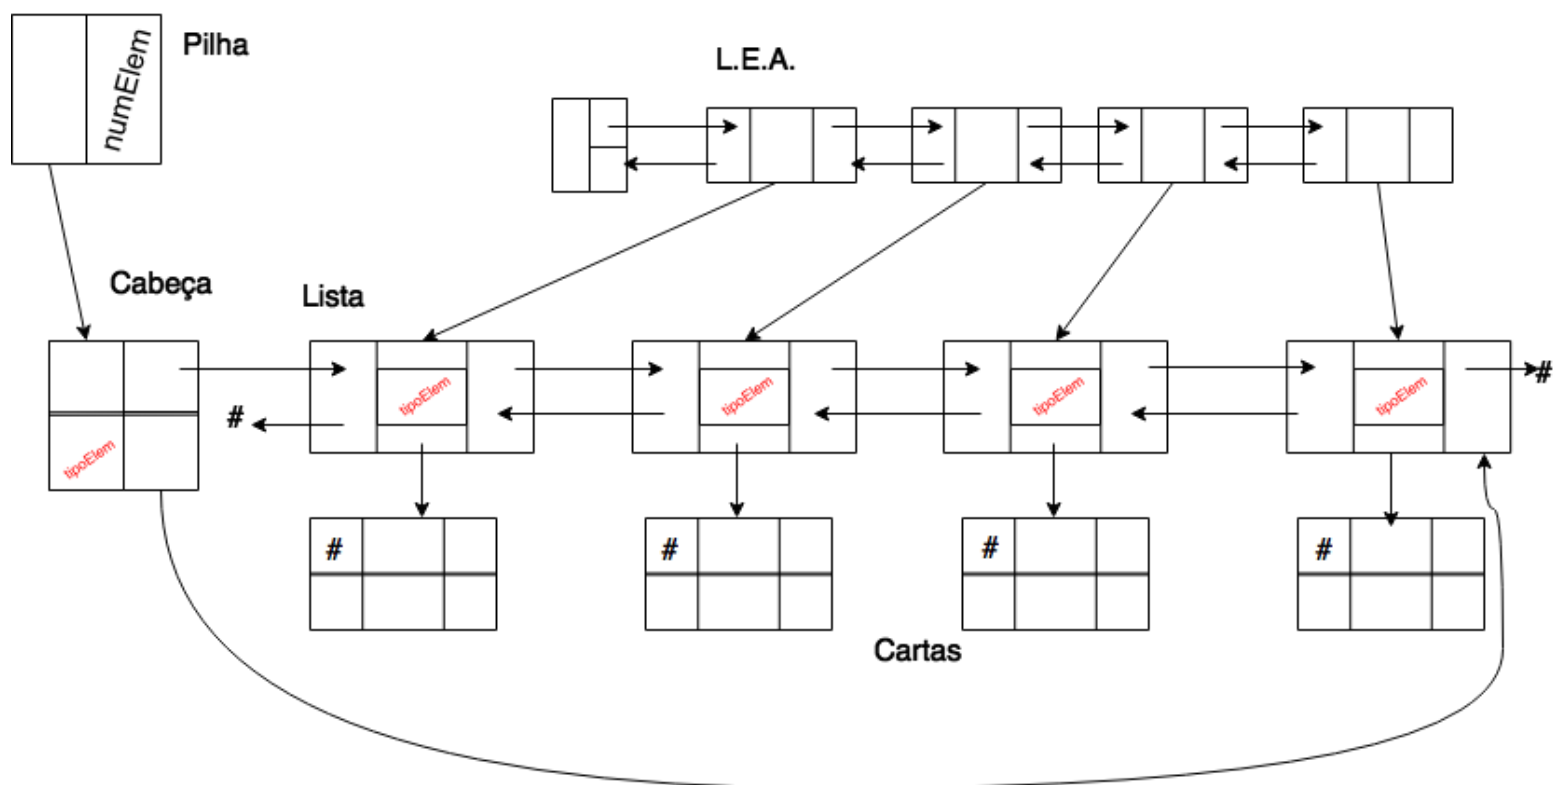 numElem
Pilha
L.E.A.
Cabeça
Lista
tipoElem
#
tipoElem
tipoElem
tipoElem
tipoElem
#
#
#
#
#
Cartas